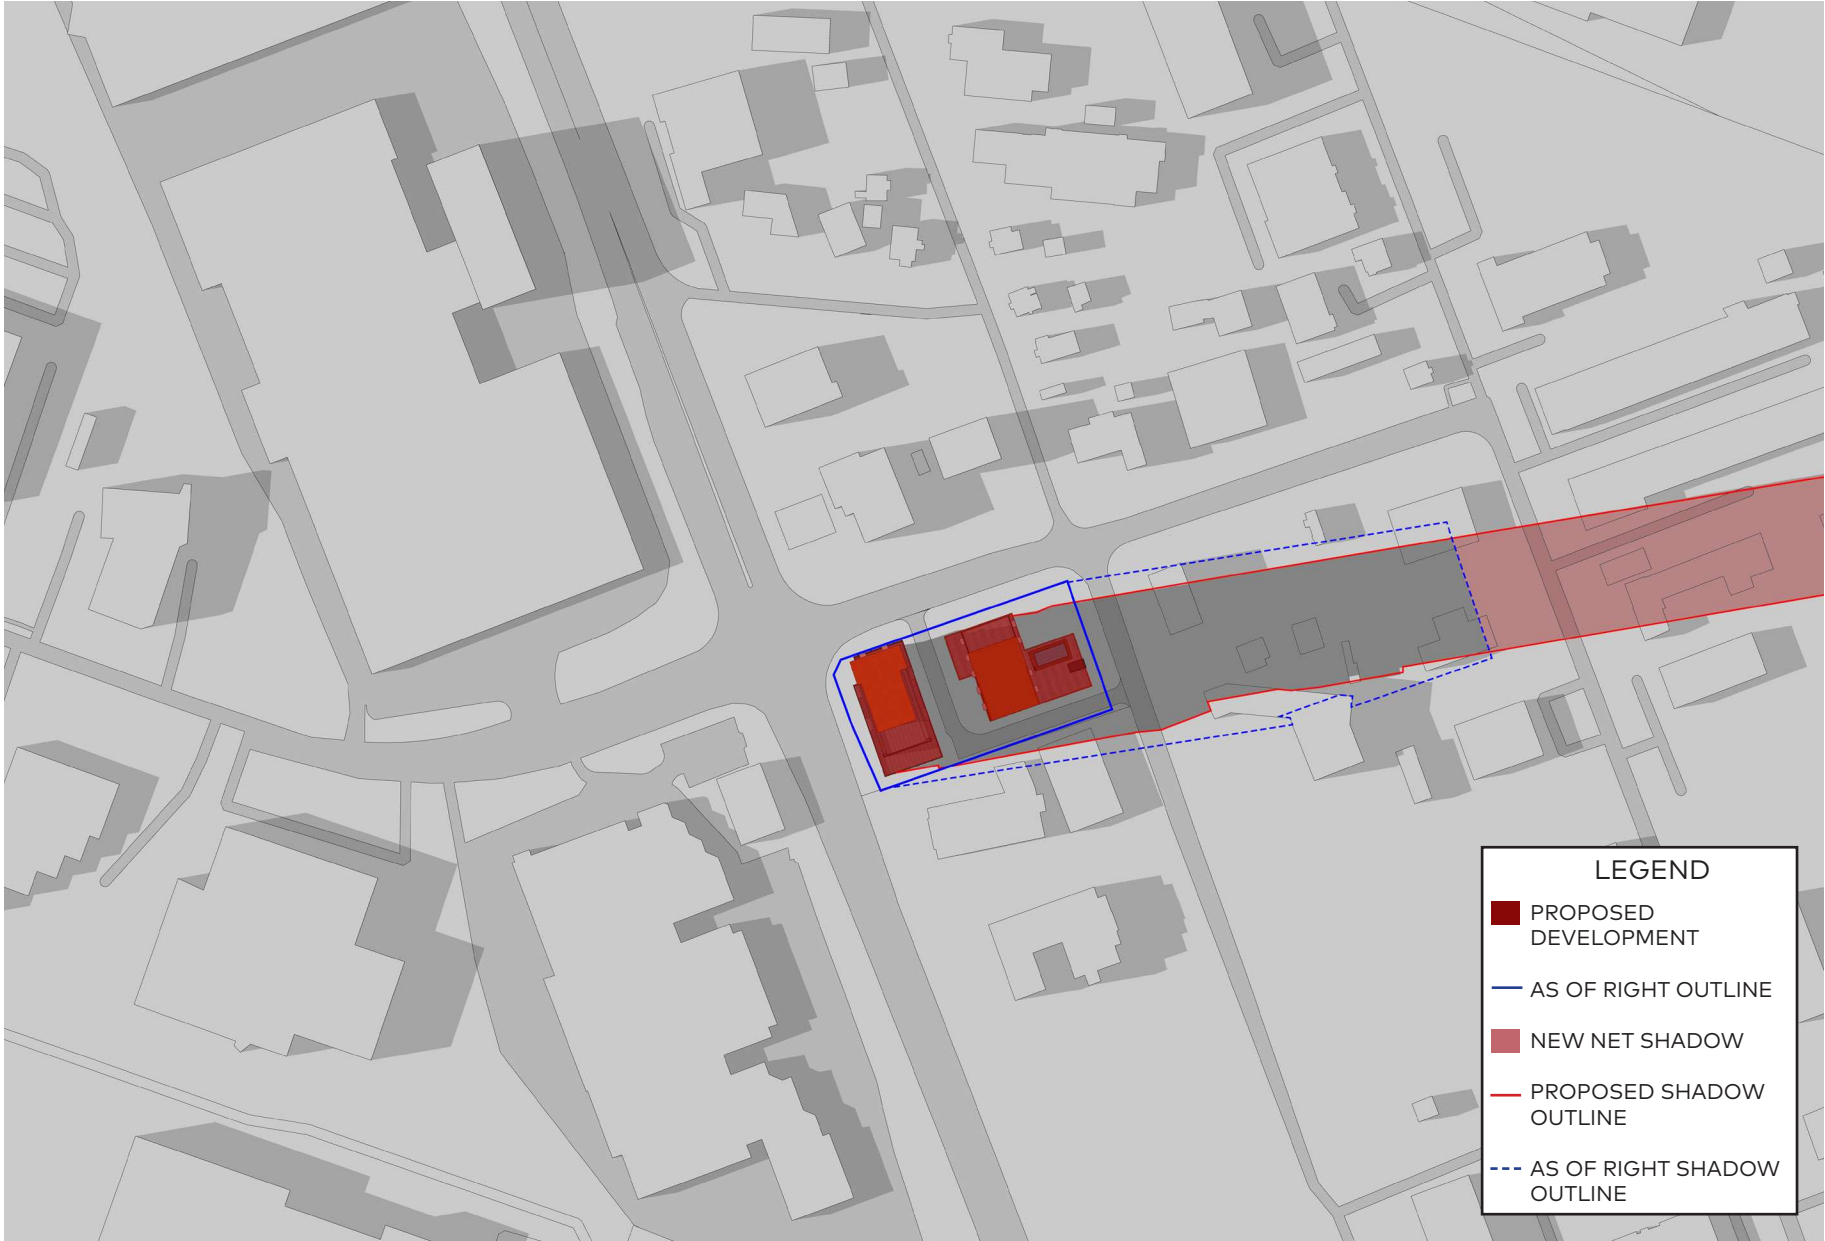 LEGEND
PROPOSED
DEVELOPMENT
AS OF RIGHT OUTLINE
NEW NET SHADOW
PROPOSED SHADOW
OUTLINE
AS OF RIGHT SHADOW
OUTLINE